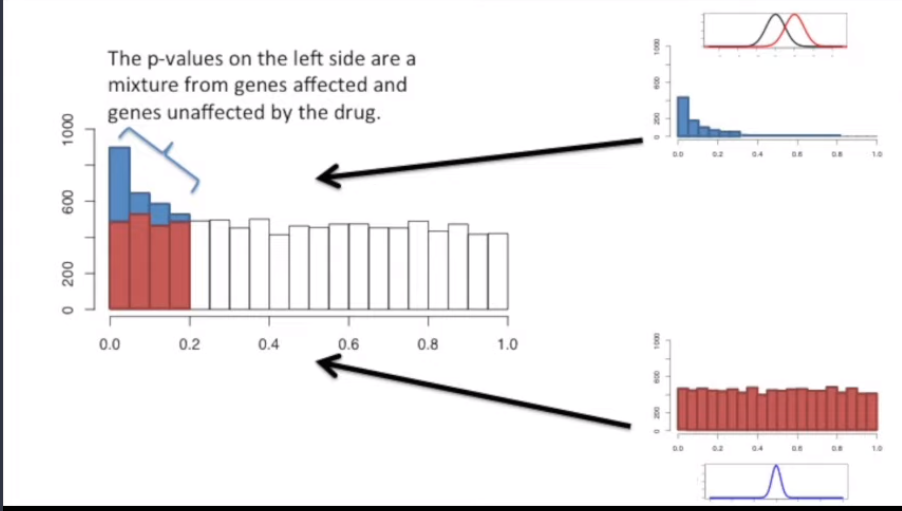 The p-values on the left side are a
mixture from genes affected and
genes unaffected by the drug.
1000
600
200
0
0.0 0.2 0.4 0.6 0.8 1.0
1000
600
200
0
0.0 0.2 0.4 0.6 0.8 1.0
1000
600
200
0
0.0 0.2 0.4 0.6 0.8 1.0